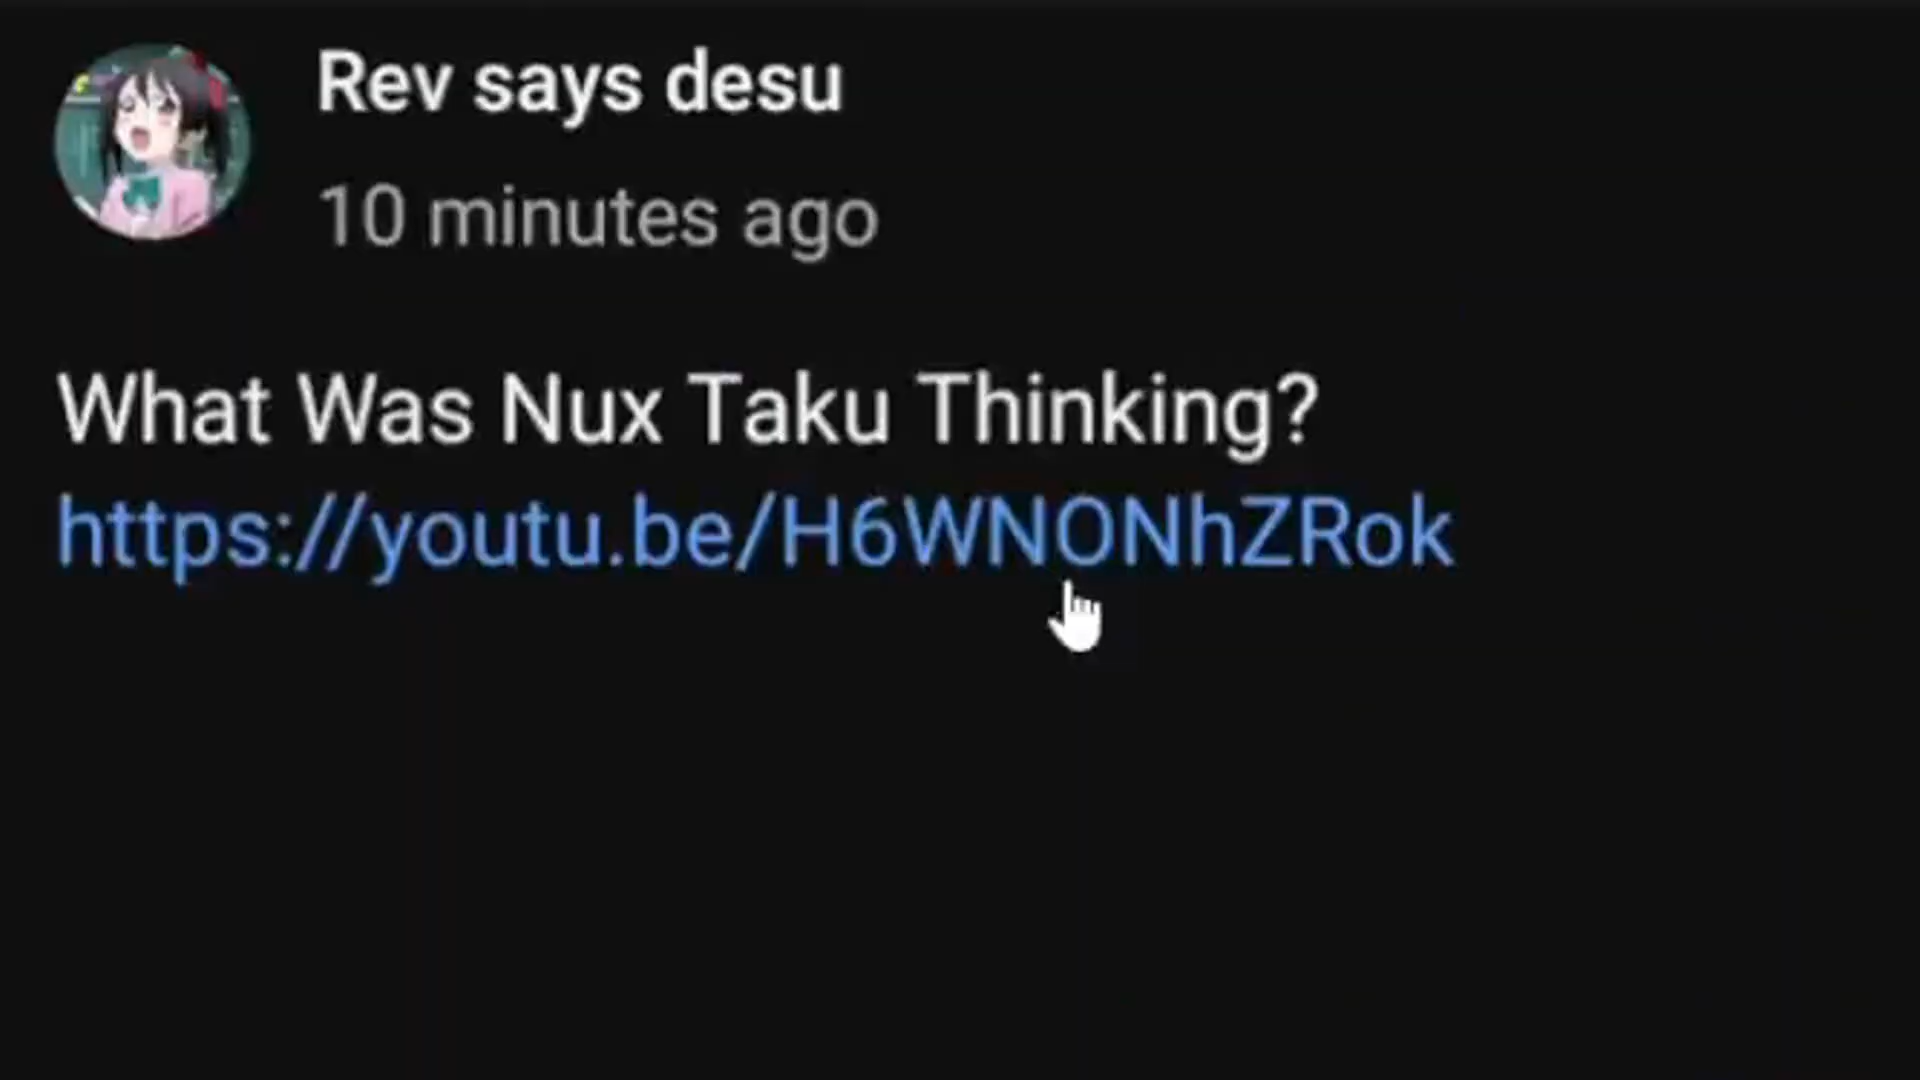 Rev says desu
10 minutes ago
What Was Nux Taku Thinking?
https://youtu.be/H6WNONhZRok